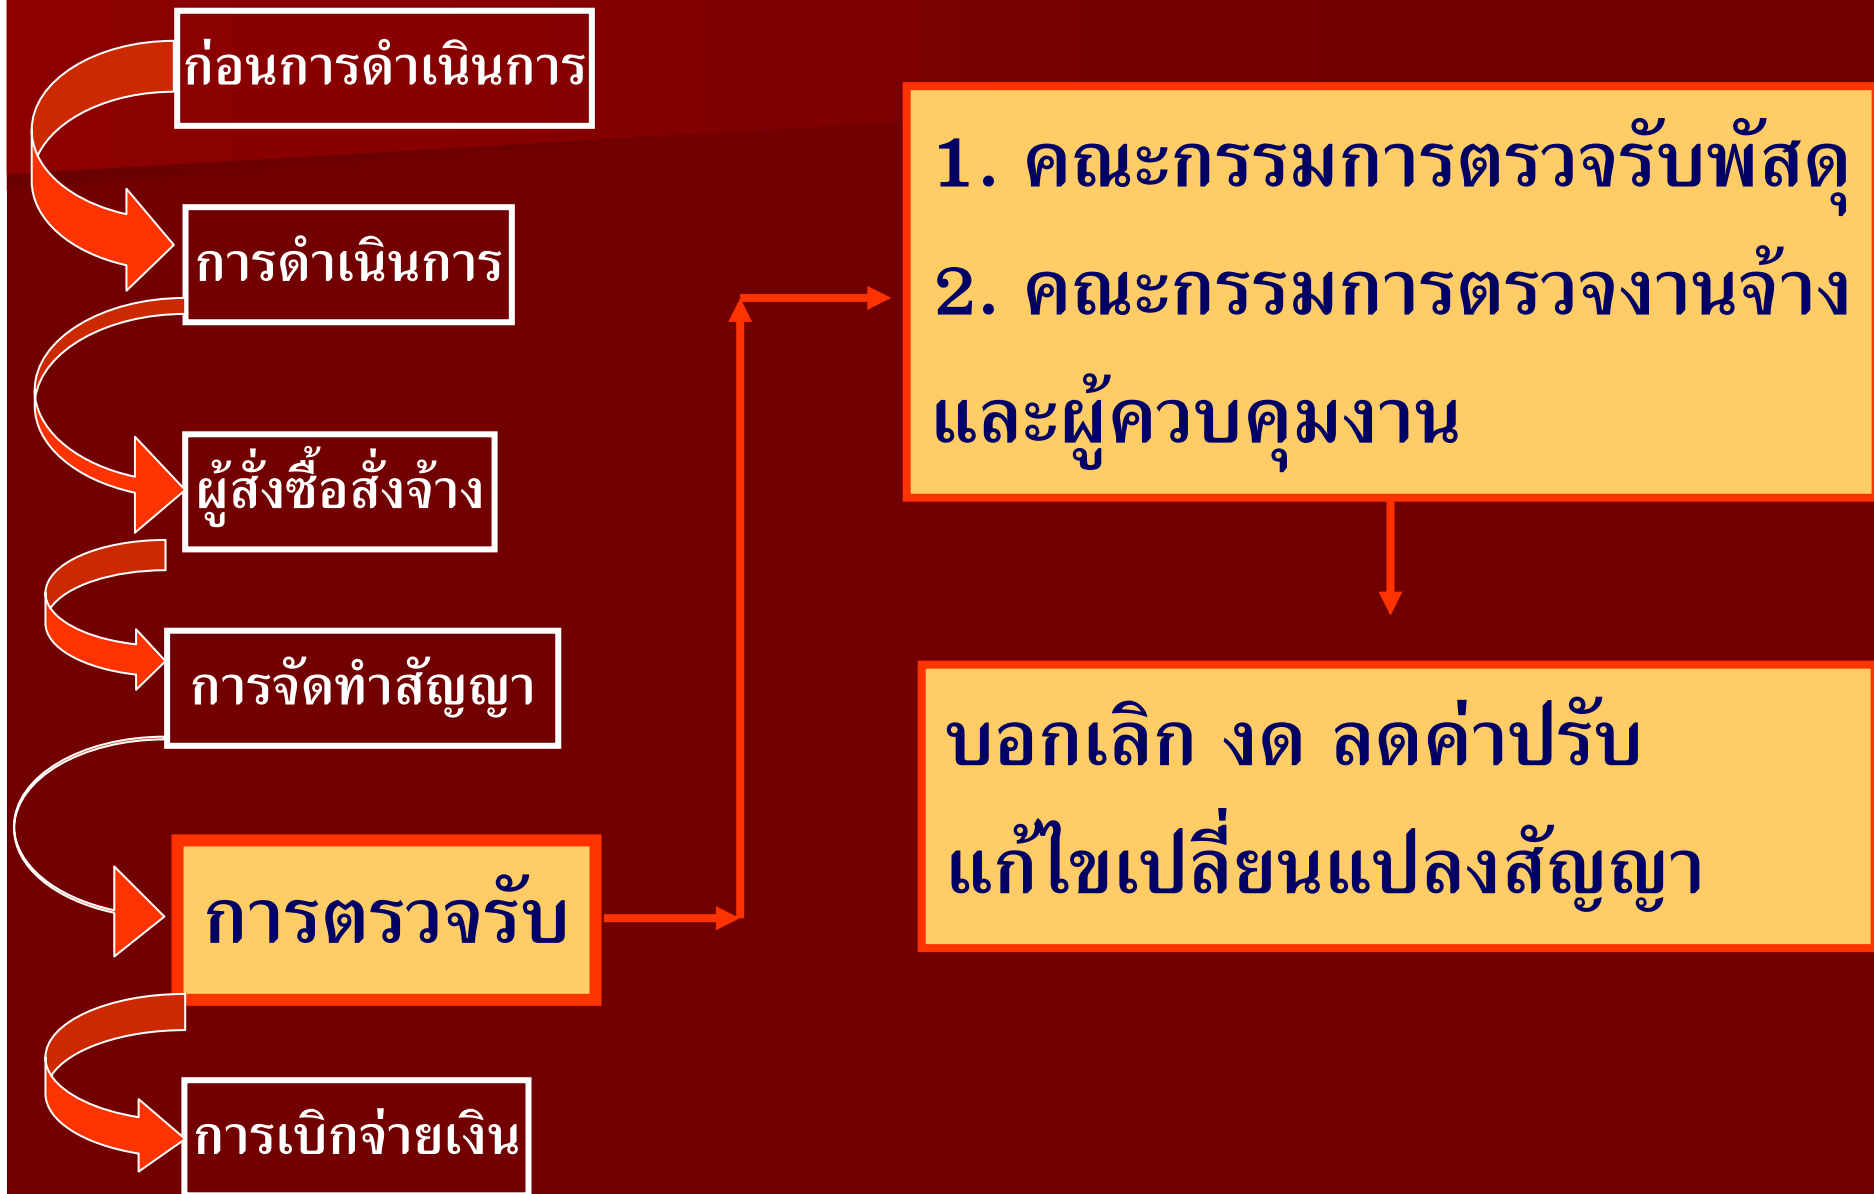 ก่อนการดำเนินการ
การดำเนินการ
ผู้สั่งซื้อสั่งจ้าง
การจัดทำสัญญา
การตรวจรับ
การเบิกจ่ายเงิน
1. คณะกรรมการตรวจรับพัสดุ
2. คณะกรรมการตรวจงานจ้าง
และผู้ควบคุมงาน
บอกเลิก งด ลดค่าปรับ
แก้ไขเปลี่ยนแปลงสัญญา